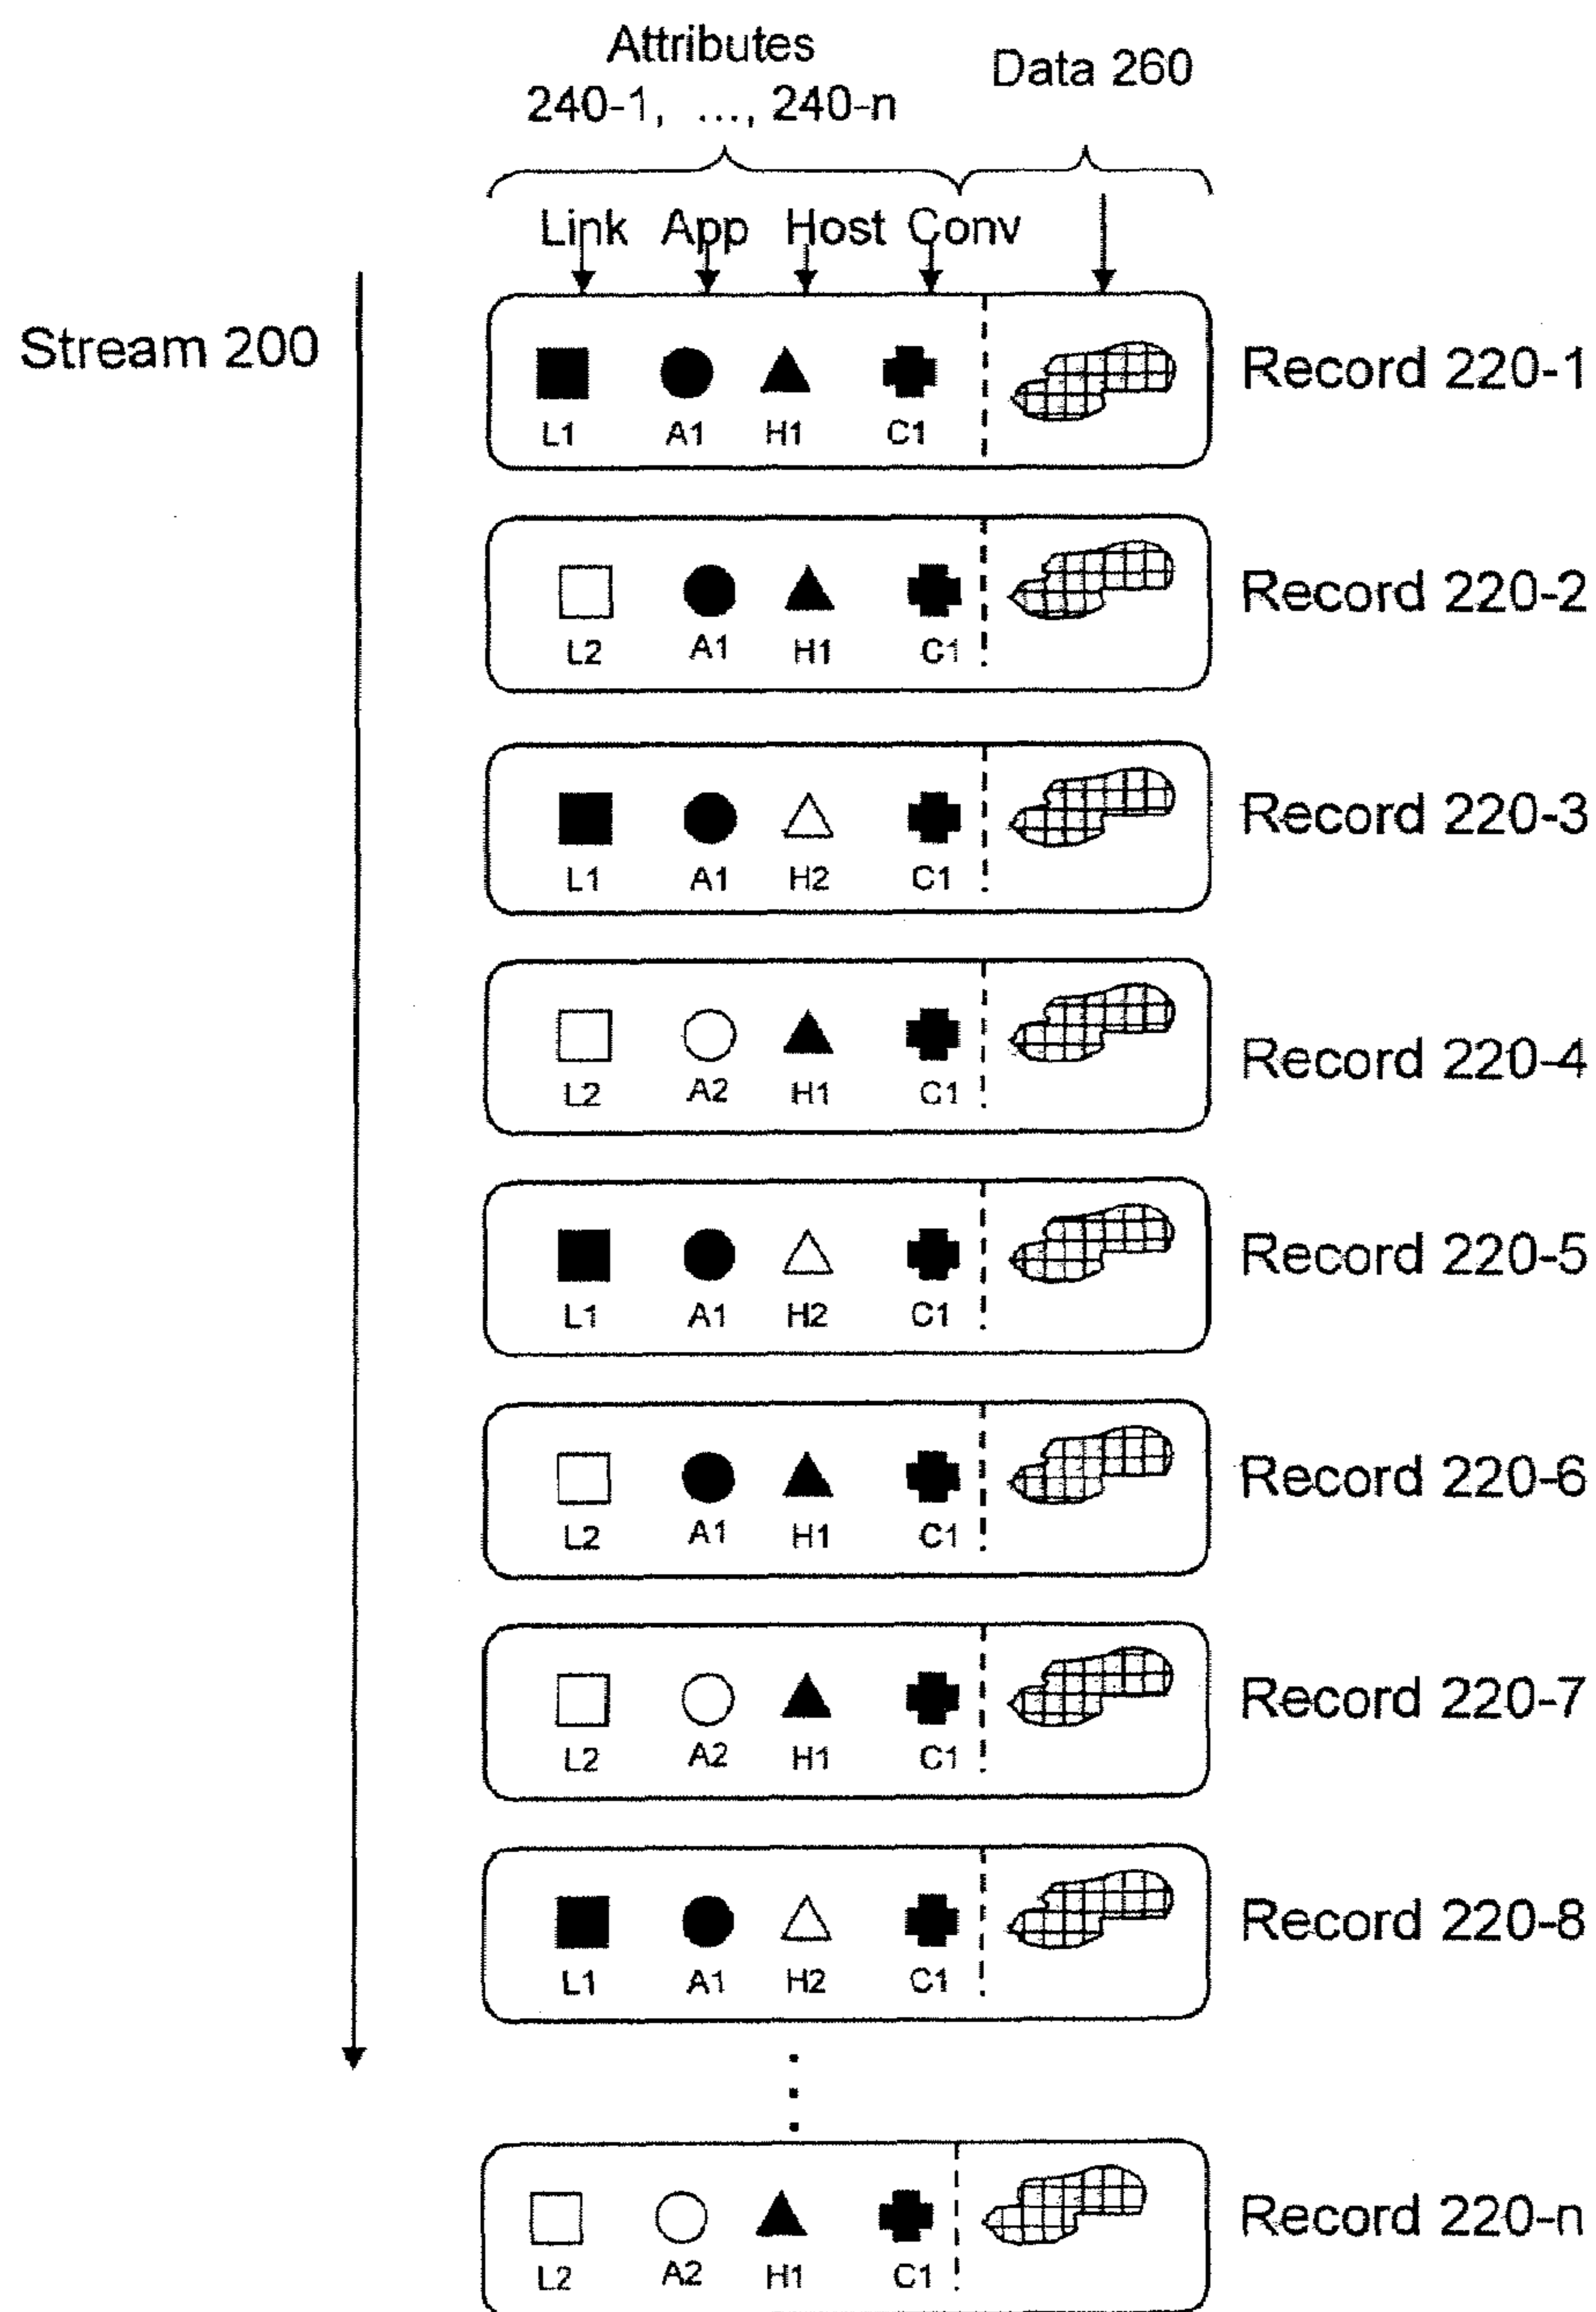 Attributes
240-1, ..., 240-n
Data 260
Link App Host Conv
Stream 200
L1 A1 H1 C1
Record 220-1
L2 A1 H1 C1
Record 220-2
L1 A1 H2 C1
Record 220-3
L2 A2 H1 C1
Record 220-4
L1 A1 H2 C1
Record 220-5
L2 A1 H1 C1
Record 220-6
L2 A2 H1 C1
Record 220-7
L1 A1 H2 C1
Record 220-8
L2 A2 H1 C1
Record 220-n